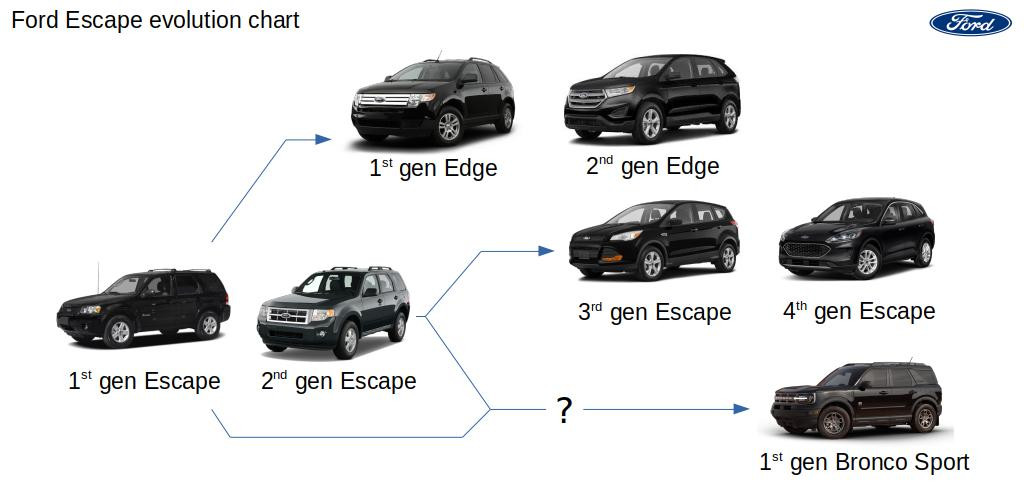 Ford Escape evolution chart
Ford
1st gen Edge
2nd gen Edge
3rd gen Escape
4th gen Escape
1st gen Escape
2nd gen Escape
?
1st gen Bronco Sport